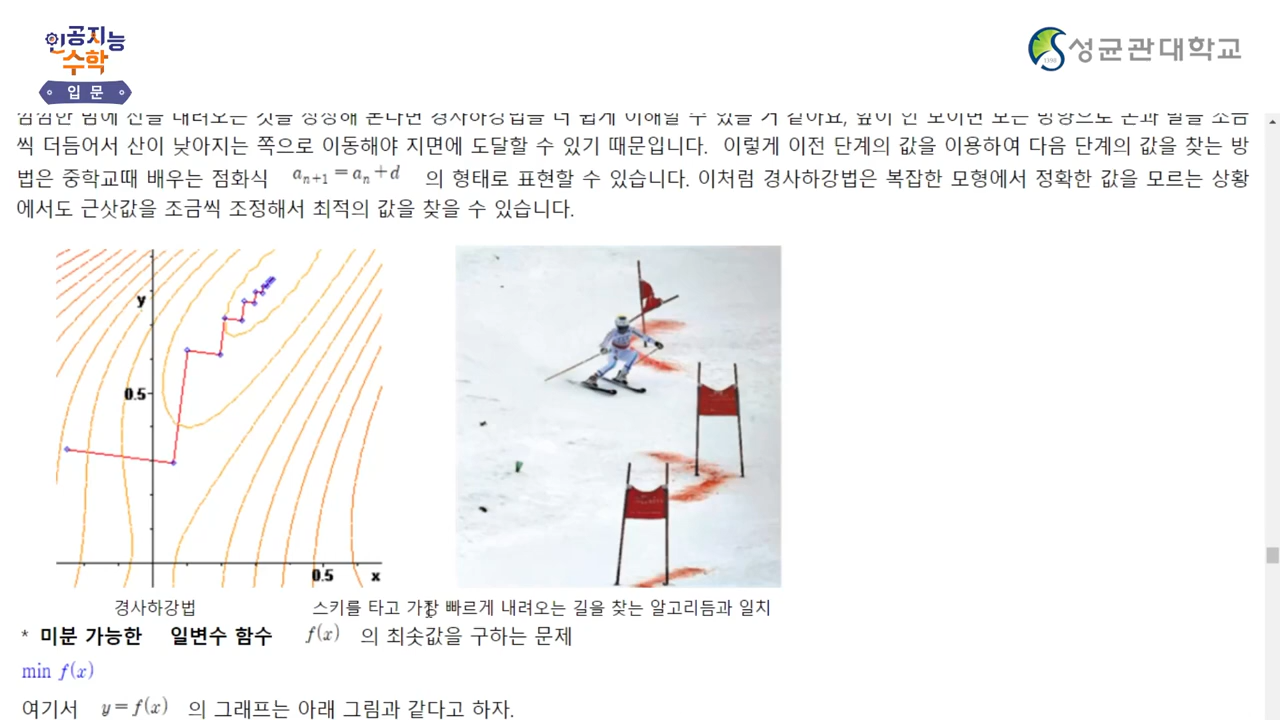 인공지능
수학
입 문
성균관대학교
1398
씩 더듬어서 산이 낮아지는 쪽으로 이동해야 지면에 도달할 수 있기 때문입니다. 이렇게 이전 단계의 값을 이용하여 다음 단계의 값을 찾는 방
법은 중학교때 배우는 점화식 aₙ₊₁ = aₙ + d 의 형태로 표현할 수 있습니다. 이처럼 경사하강법은 복잡한 모형에서 정확한 값을 모르는 상황
에서도 근삿값을 조금씩 조정해서 최적의 값을 찾을 수 있습니다.
y
0.5
0.5 x
경사하강법 스키를 타고 가장 빠르게 내려오는 길을 찾는 알고리듬과 일치
* 미분 가능한 일변수 함수 f(x) 의 최솟값을 구하는 문제
min f(x)
여기서 y = f(x) 의 그래프는 아래 그림과 같다고 하자.